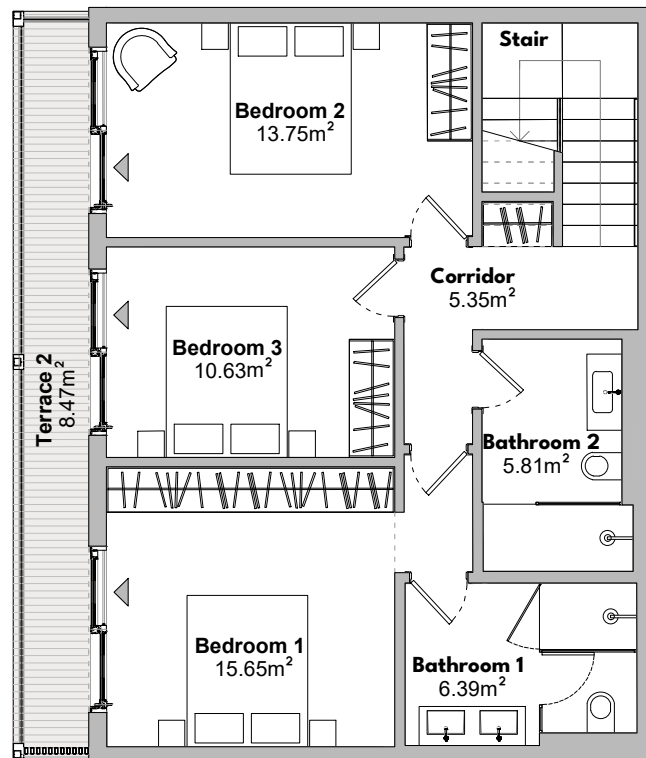 Stair
Bedroom 2
13.75m²
Corridor
5.35m²
Bedroom 3
10.63m²
Terrace 2
8.47m²
Bathroom 2
5.81m²
Bedroom 1
15.65m²
Bathroom 1
6.39m²